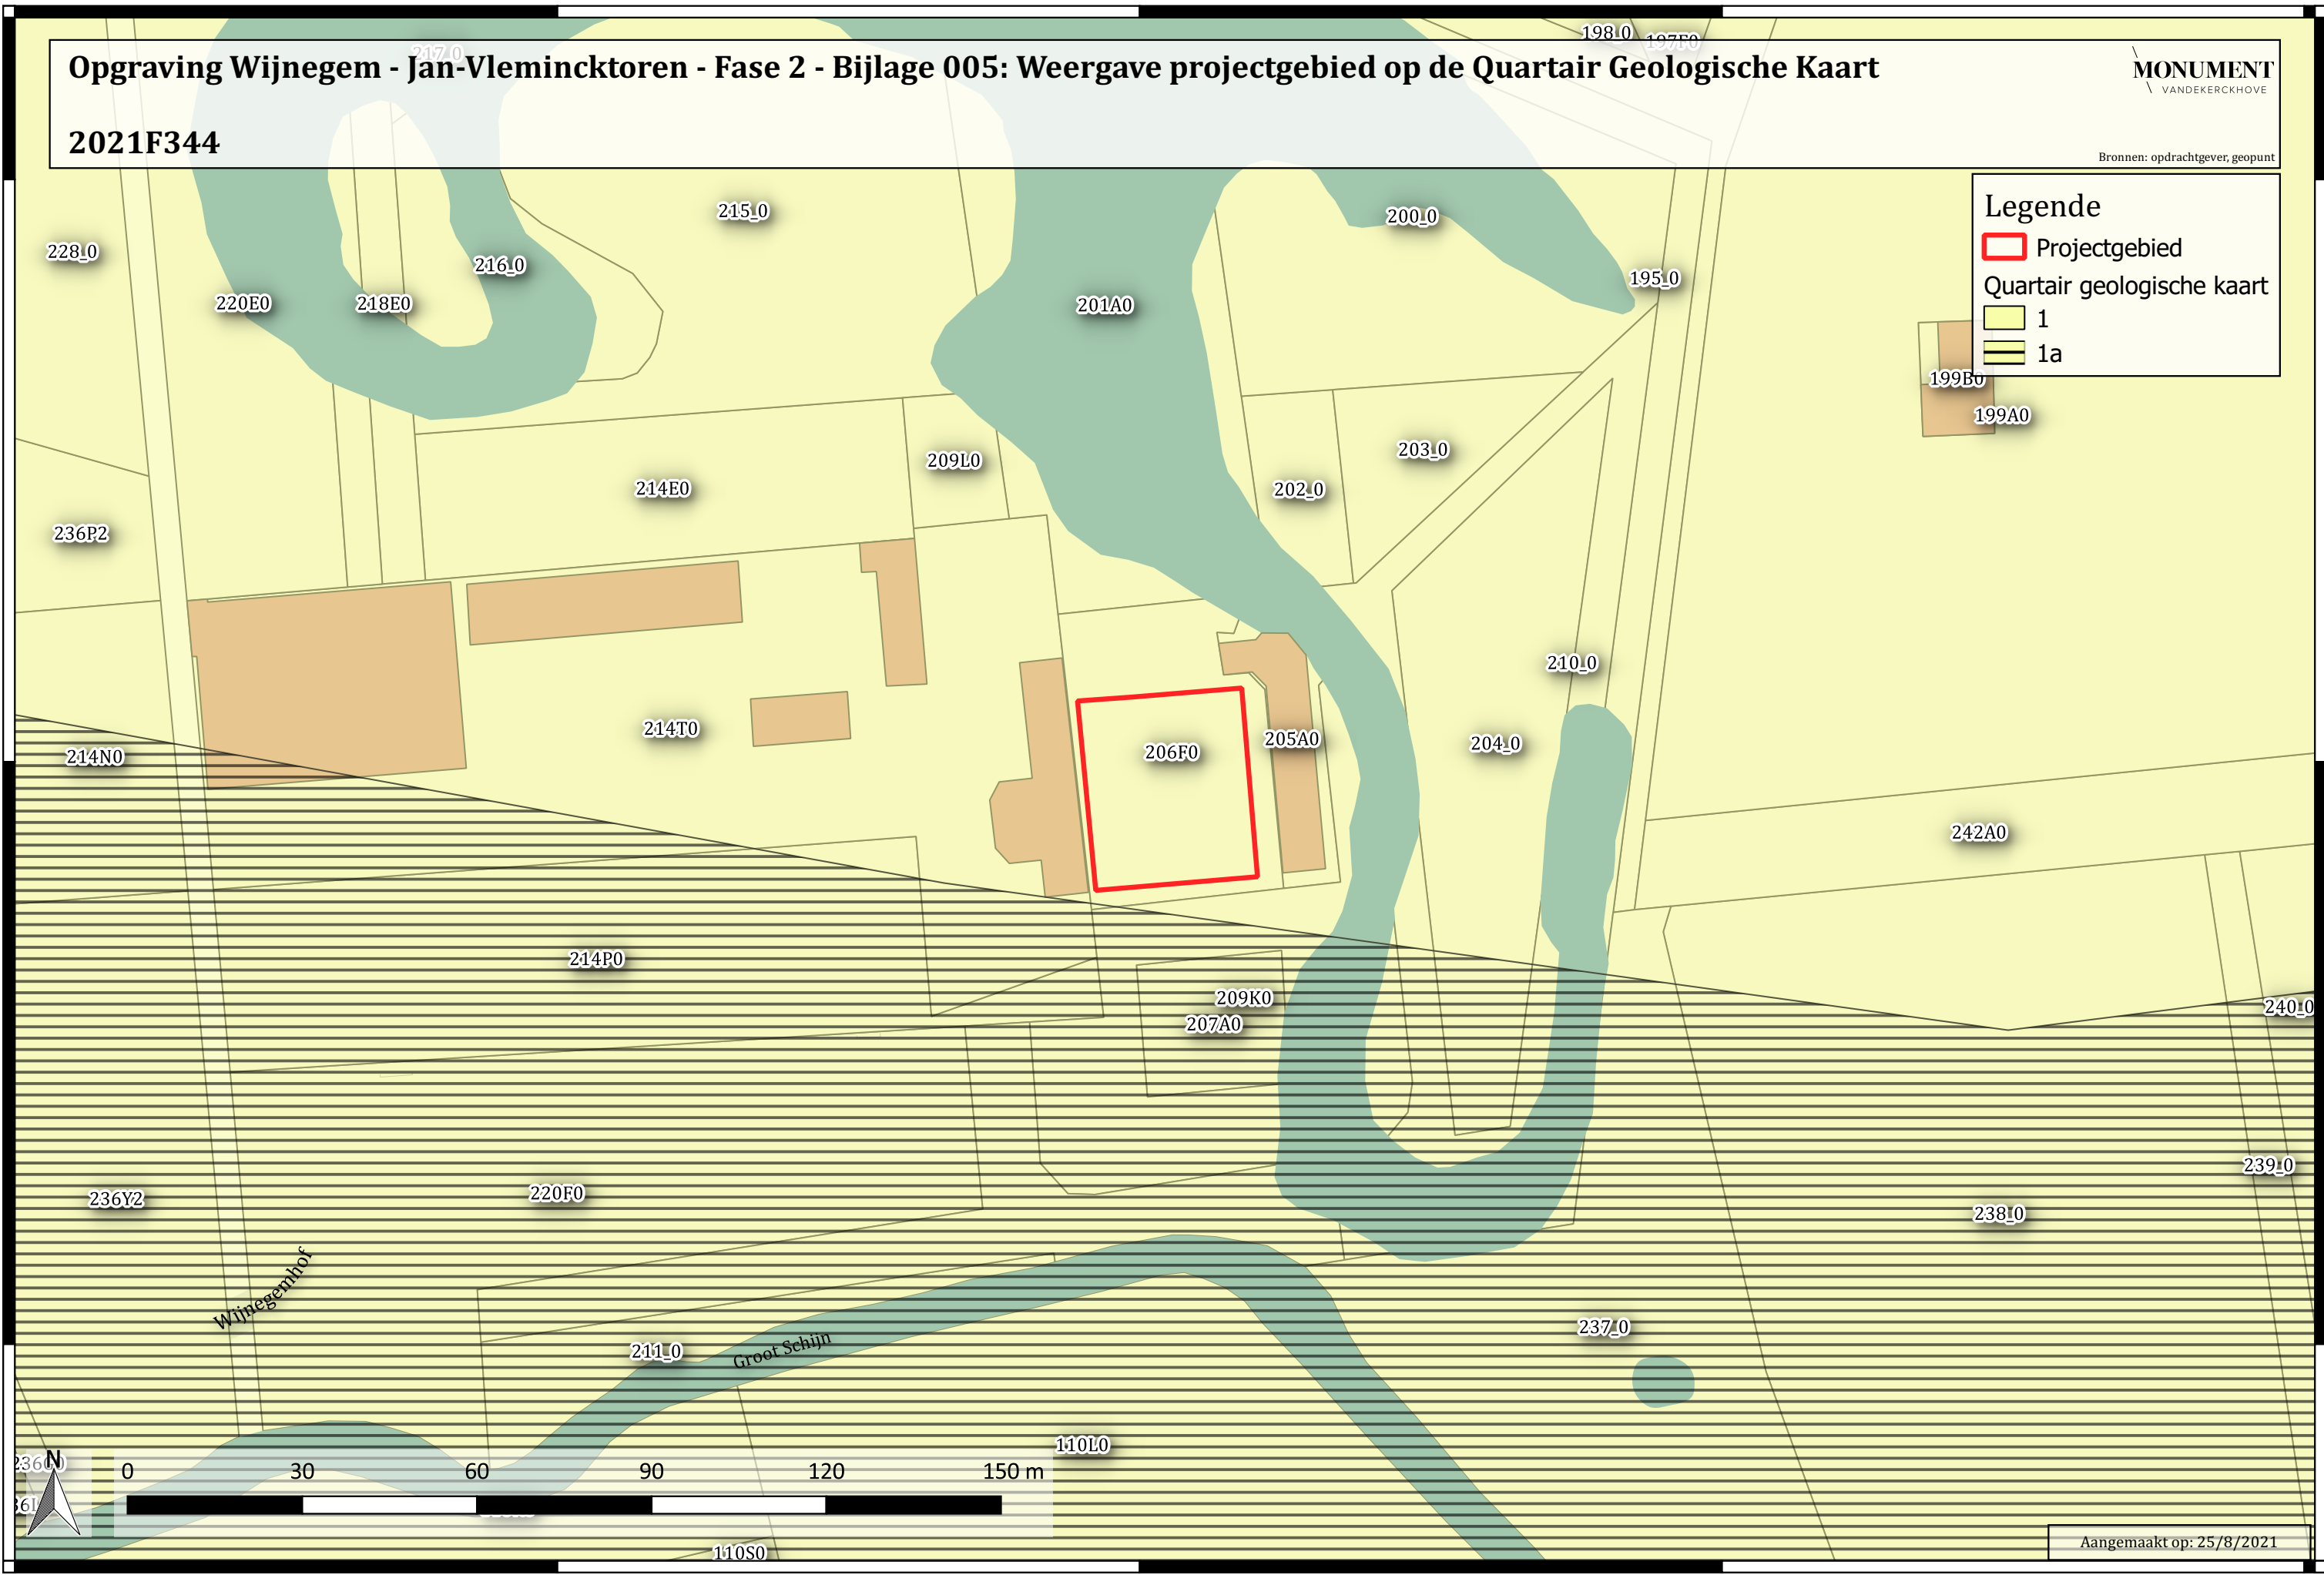 198_0
197F0
217_0
Opgraving Wijnegem - Jan-Vlemincktoren - Fase 2 - Bijlage 005: Weergave projectgebied op de Quartair Geologische Kaart
MONUMENT
VANDEKERCKHOVE
2021F344
Bronnen: opdrachtgever, geopunt
Legende
Projectgebied
Quartair geologische kaart
1
1a
215_0
200_0
228_0
216_0
195_0
220E0
218E0
201A0
199B0
199A0
203_0
209L0
214E0
202_0
236P2
210_0
214T0
205A0
204_0
206F0
214N0
242A0
214P0
209K0
240_0
207A0
239_0
220F0
236Y2
238_0
Wijnegemhof
237_0
Groot Schijn
211_0
110L0
N
0 30 60 90 120 150 m
110S0
Aangemaakt op: 25/8/2021